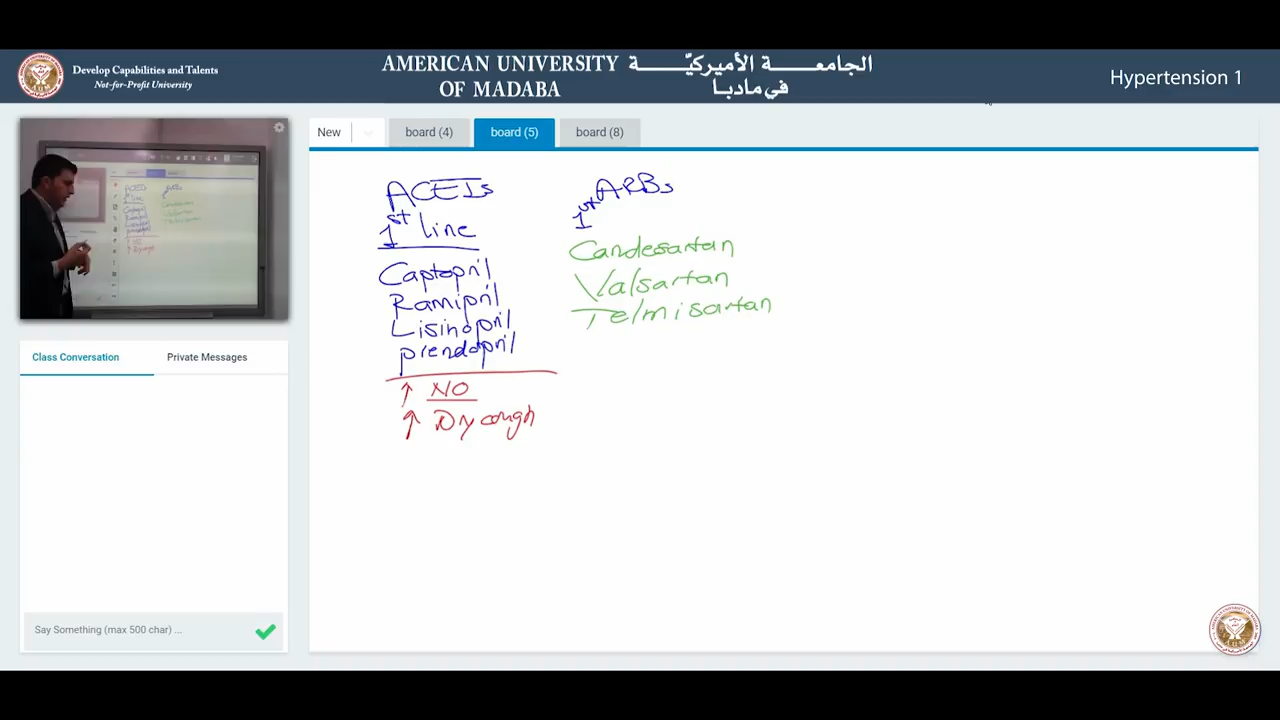 Develop Capabilities and Talents
Not-for-Profit University
AMERICAN UNIVERSITY
OF MADABA
الجامعـــــــة الأميركيّـــــــة
في مادبـا
Hypertension 1
New
board (4)
board (5)
board (8)
ACEIs
1st line
Captopril
Ramipril
Lisinopril
prendopril
↑ NO
↑ Dry cough
ARBs
1st
Candesartan
Valsartan
Telmisartan
Class Conversation
Private Messages
Say Something (max 500 char) ...